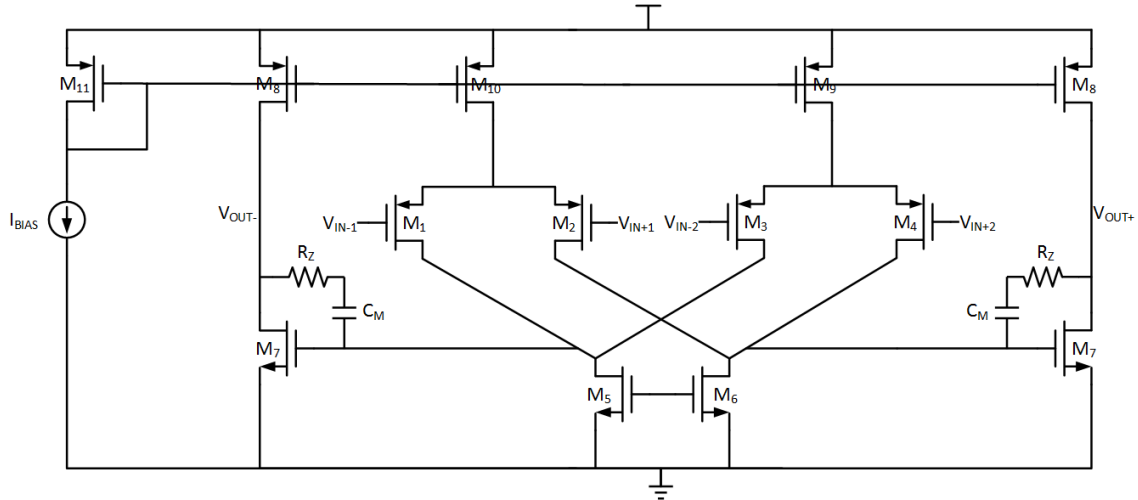 M11
M8
M10
M9
M8
IBIAS
VOUT-
VIN-1
M1
M2
VIN+1
VIN-2
M3
M4
VIN+2
VOUT+
RZ
CM
M7
RZ
CM
M7
M5
M6